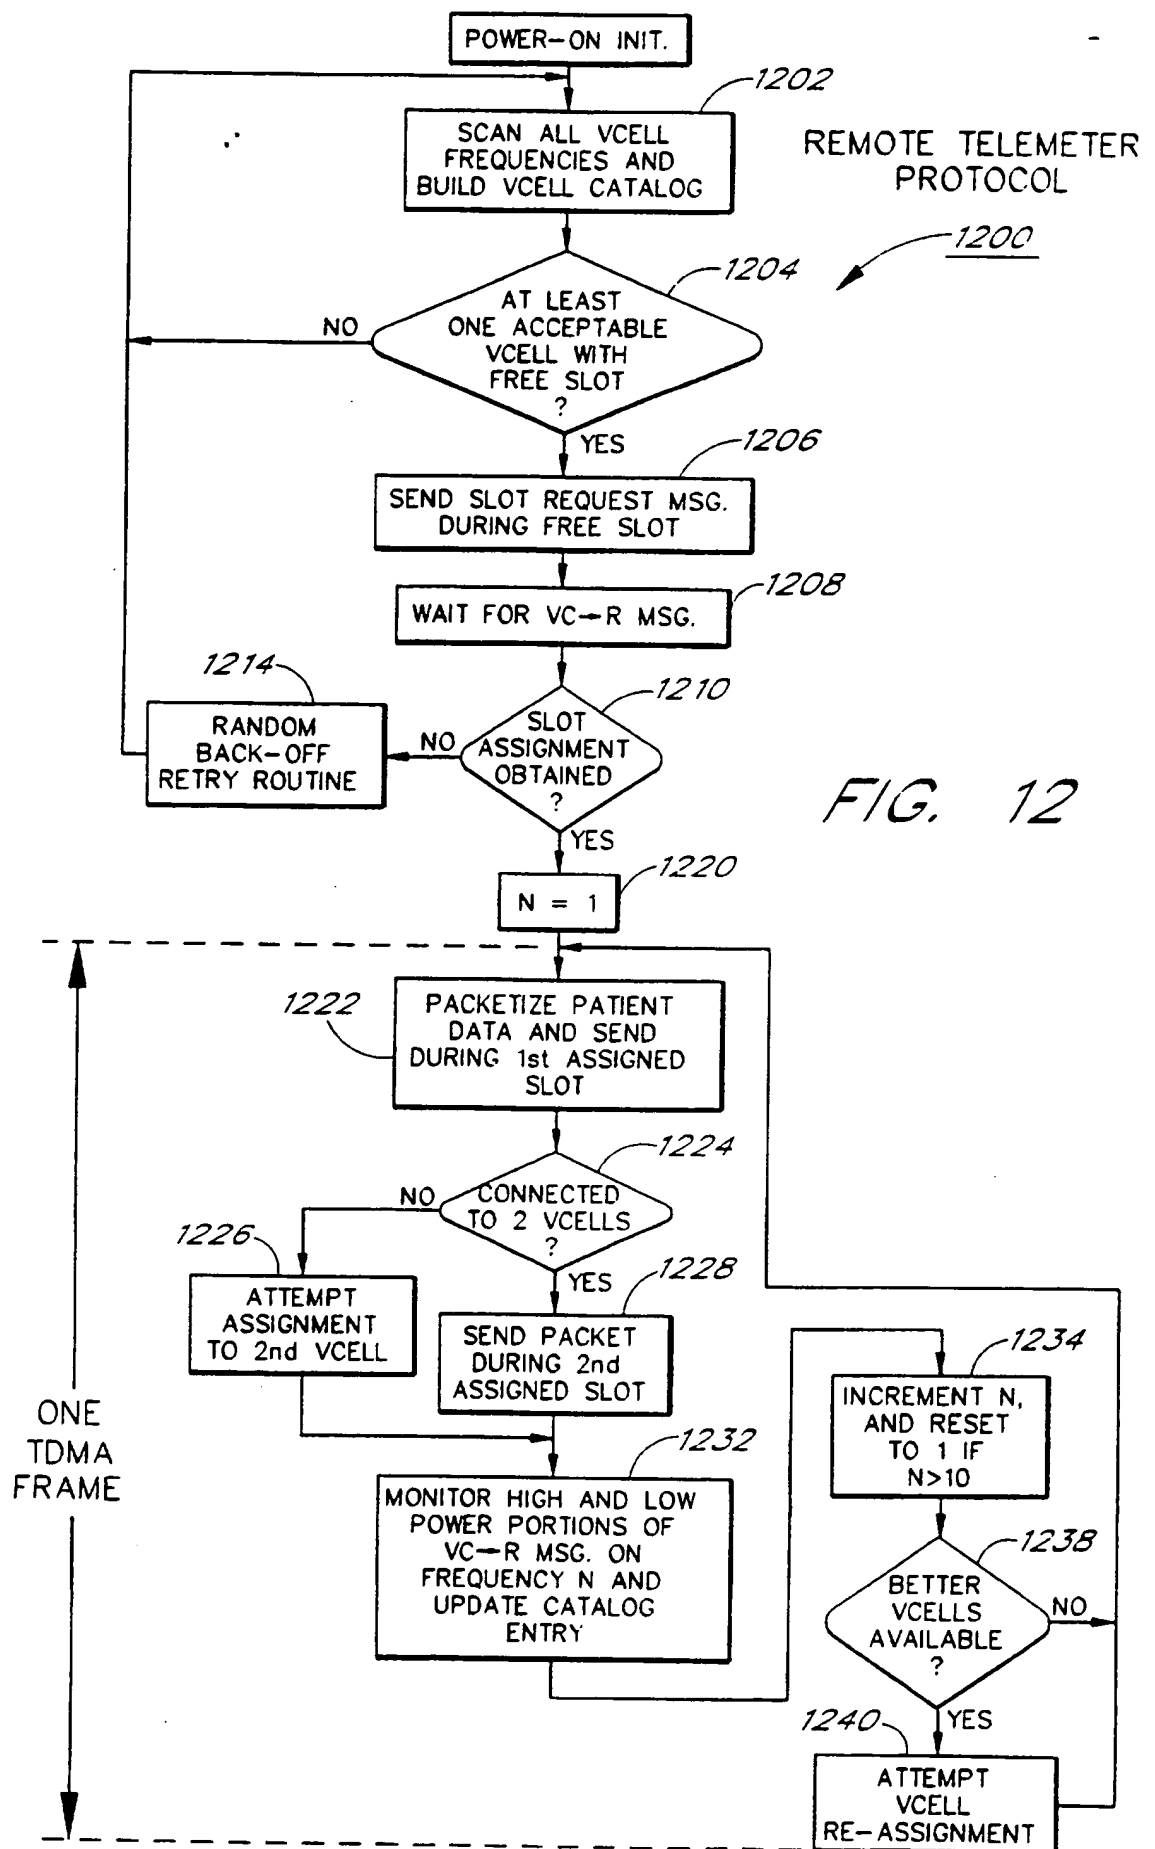 POWER-ON INIT.
1202
SCAN ALL VCELL
FREQUENCIES AND
BUILD VCELL CATALOG
REMOTE TELEMETER
PROTOCOL
1200
1204
AT LEAST
ONE ACCEPTABLE
VCELL WITH
FREE SLOT
?
NO
YES
1206
SEND SLOT REQUEST MSG.
DURING FREE SLOT
1208
WAIT FOR VC→R MSG.
1210
SLOT
ASSIGNMENT
OBTAINED
?
NO
1214
RANDOM
BACK-OFF
RETRY ROUTINE
FIG. 12
YES
1220
N = 1
1222
PACKETIZE PATIENT
DATA AND SEND
DURING 1st ASSIGNED
SLOT
1224
CONNECTED
TO 2 VCELLS
?
NO
YES
1226
ATTEMPT
ASSIGNMENT
TO 2nd VCELL
1228
SEND PACKET
DURING 2nd
ASSIGNED SLOT
ONE
TDMA
FRAME
1232
MONITOR HIGH AND LOW
POWER PORTIONS OF
VC→R MSG. ON
FREQUENCY N AND
UPDATE CATALOG
ENTRY
1234
INCREMENT N,
AND RESET
TO 1 IF
N>10
1238
BETTER
VCELLS
AVAILABLE
?
NO
YES
1240
ATTEMPT
VCELL
RE-ASSIGNMENT